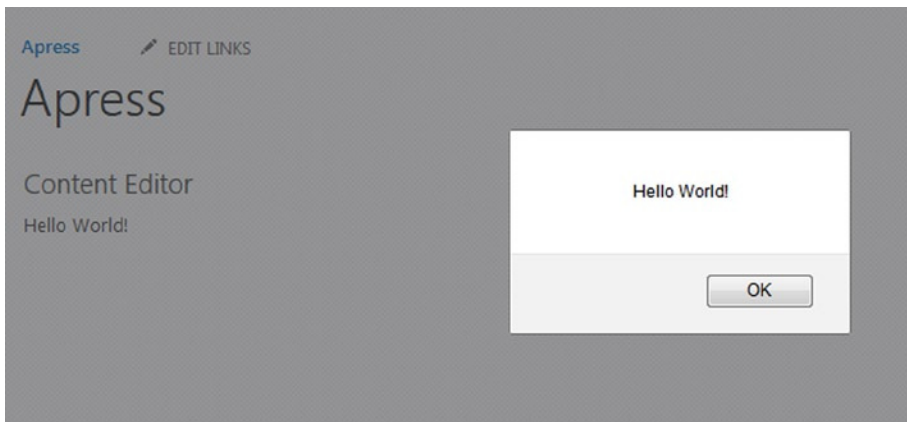 Apress EDIT LINKS
Apress
Content Editor
Hello World!
Hello World!
OK